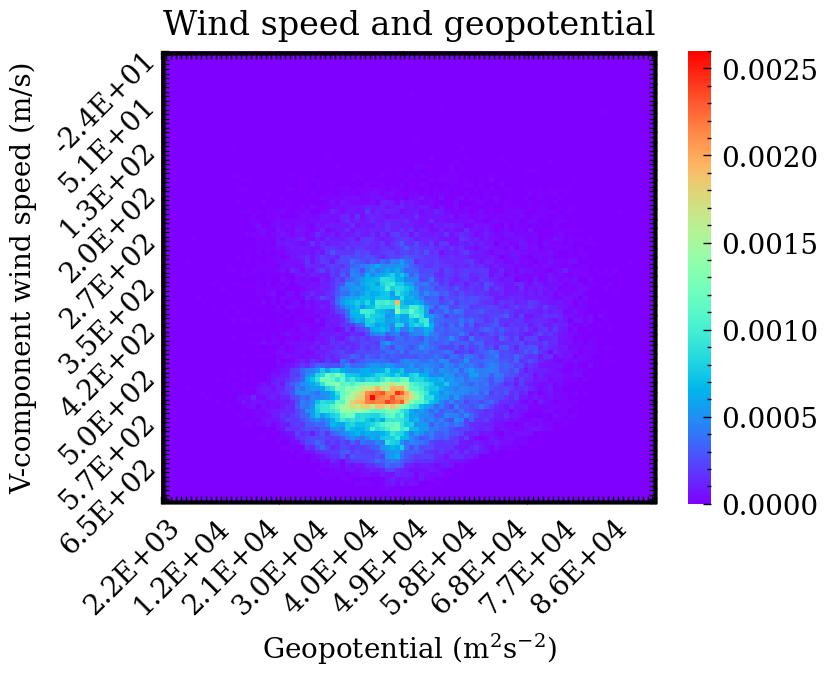 Wind speed and geopotential
V-component wind speed (m/s)
-2.4E+01
5.1E+01
1.3E+02
2.0E+02
2.7E+02
3.5E+02
4.2E+02
5.0E+02
5.7E+02
6.5E+02
2.2E+03
1.2E+04
2.1E+04
3.0E+04
4.0E+04
4.9E+04
5.8E+04
6.8E+04
7.7E+04
8.6E+04
Geopotential (m²s⁻²)
0.0025
0.0020
0.0015
0.0010
0.0005
0.0000